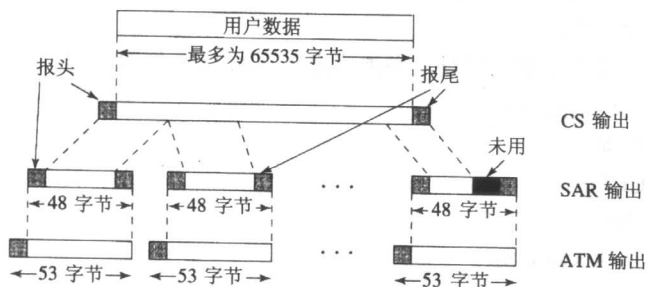 用户数据
最多为 65535 字节
报头
报尾
CS 输出
未用
SAR 输出
48 字节
48 字节
· · ·
48 字节
ATM 输出
· · ·
53 字节
53 字节
53 字节